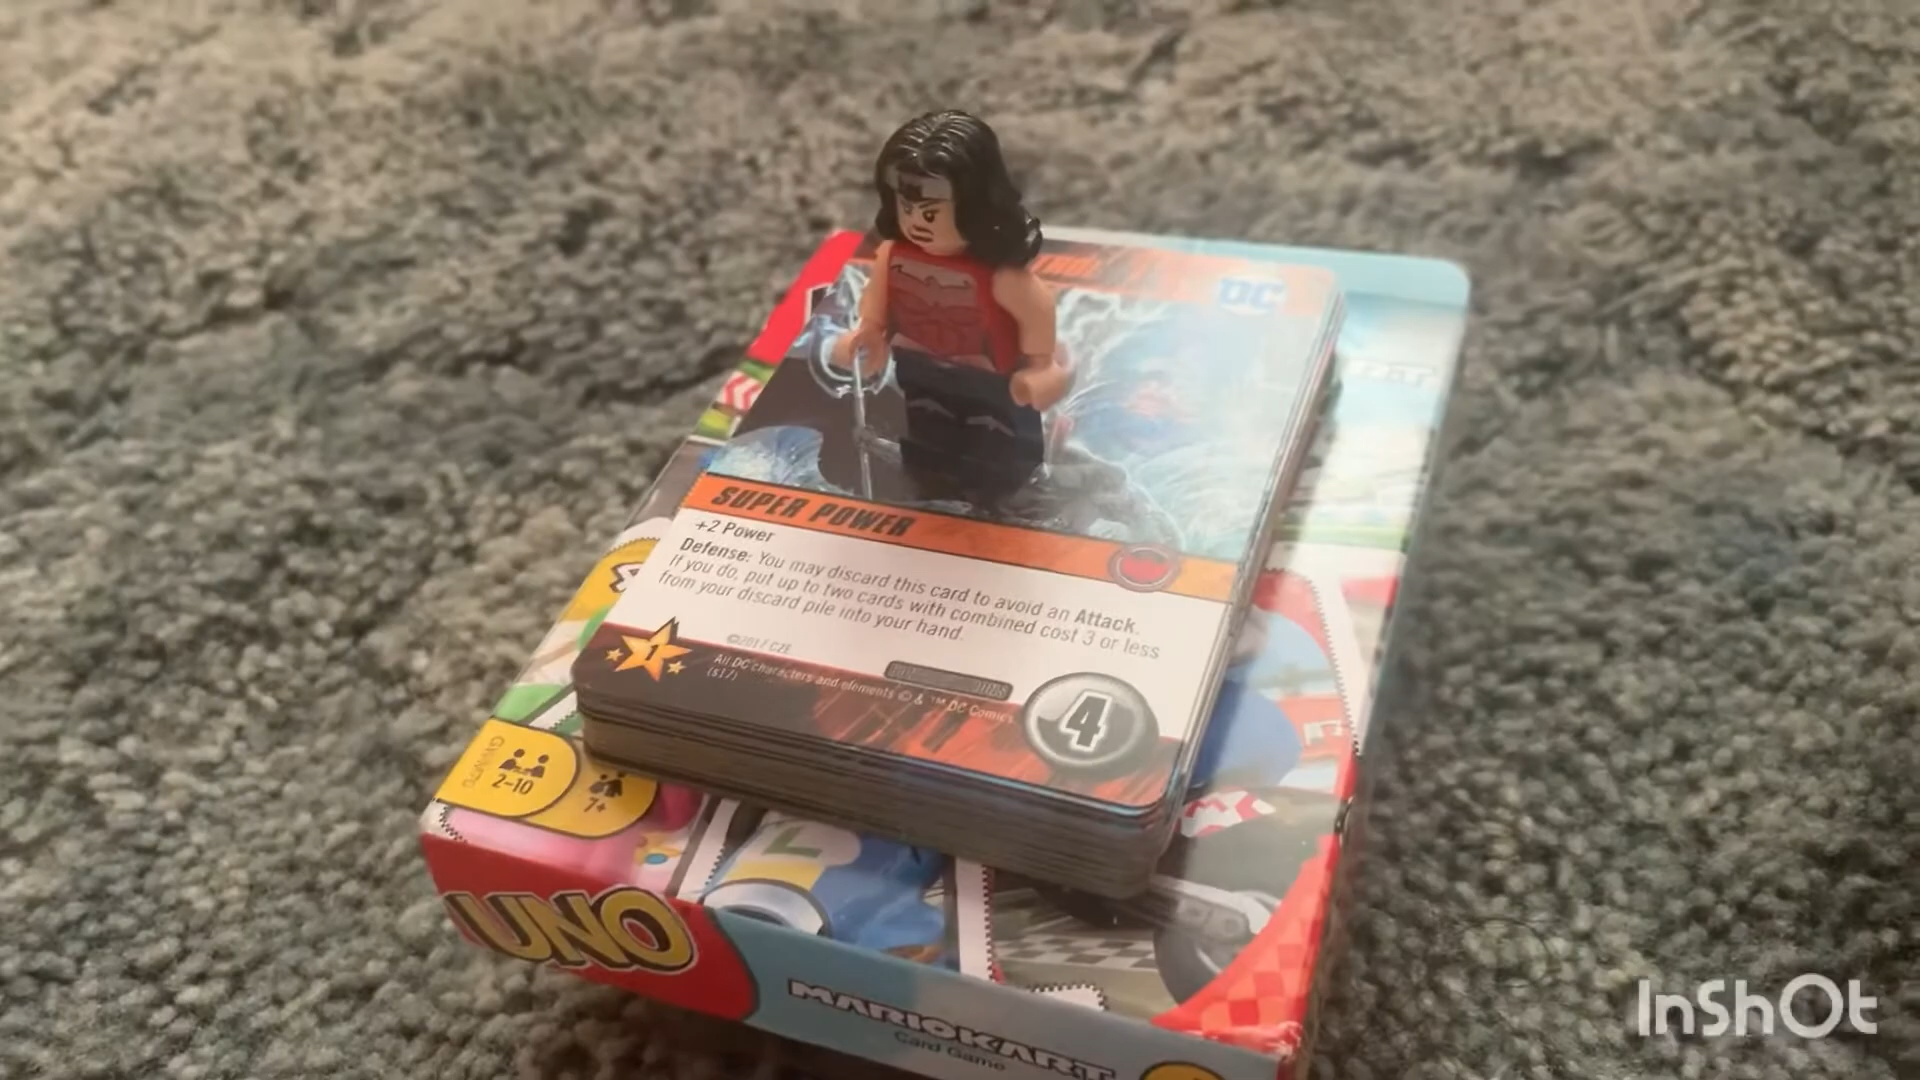 DC
SUPER POWER
+2 Power
Defense: You may discard this card to avoid an Attack.
If you do, put up to two cards with combined cost 3 or less
from your discard pile into your hand.
1
All DC characters and elements © & ™ DC Comics.
(s17)
4
2-10
7+
UNO
MARIOKART
Card Game
InShOt